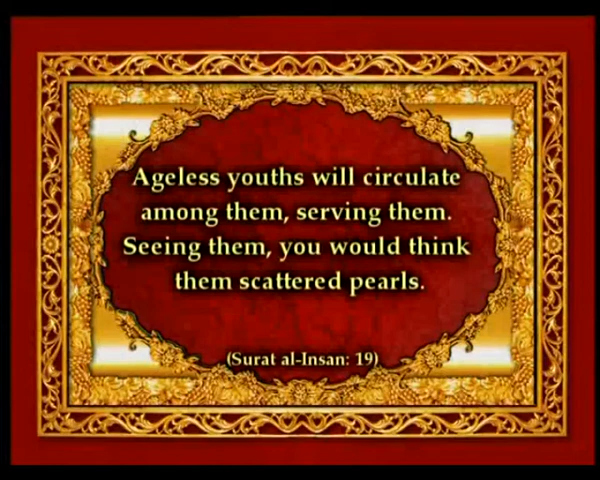 Ageless youths will circulate
among them, serving them.
Seeing them, you would think
them scattered pearls.
(Surat al-Insan: 19)